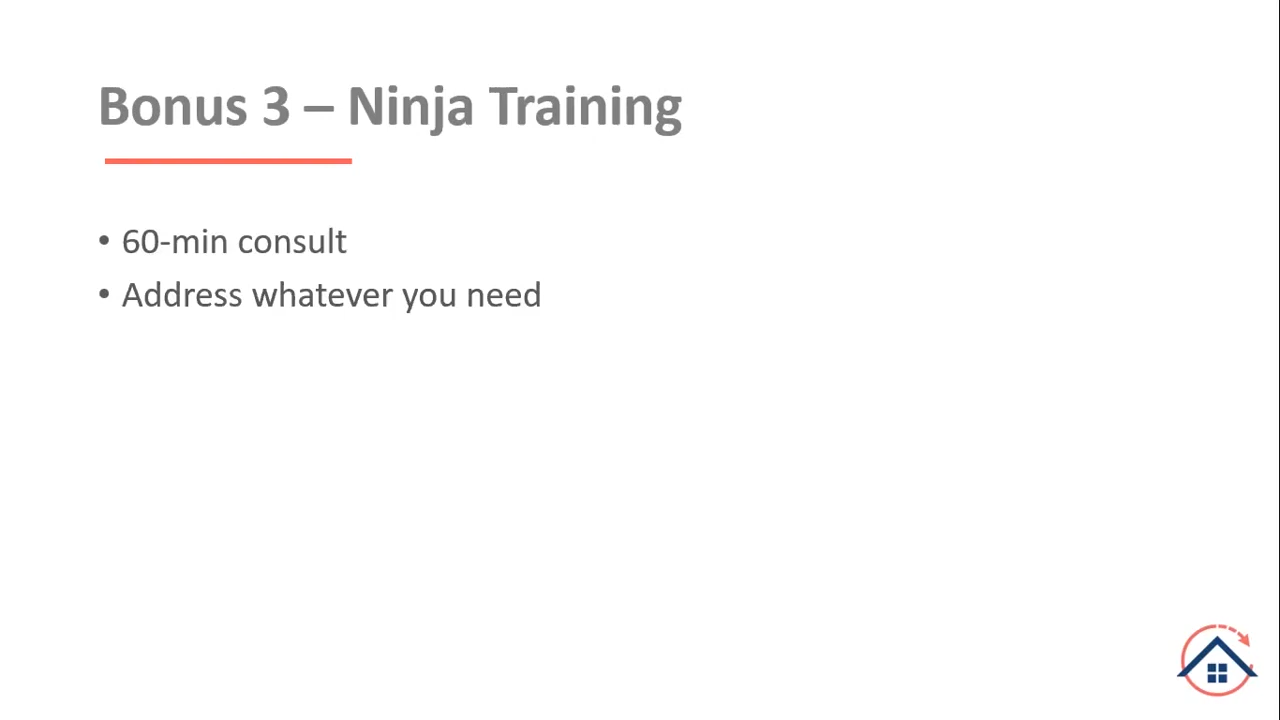 Bonus 3 – Ninja Training
• 60-min consult
• Address whatever you need